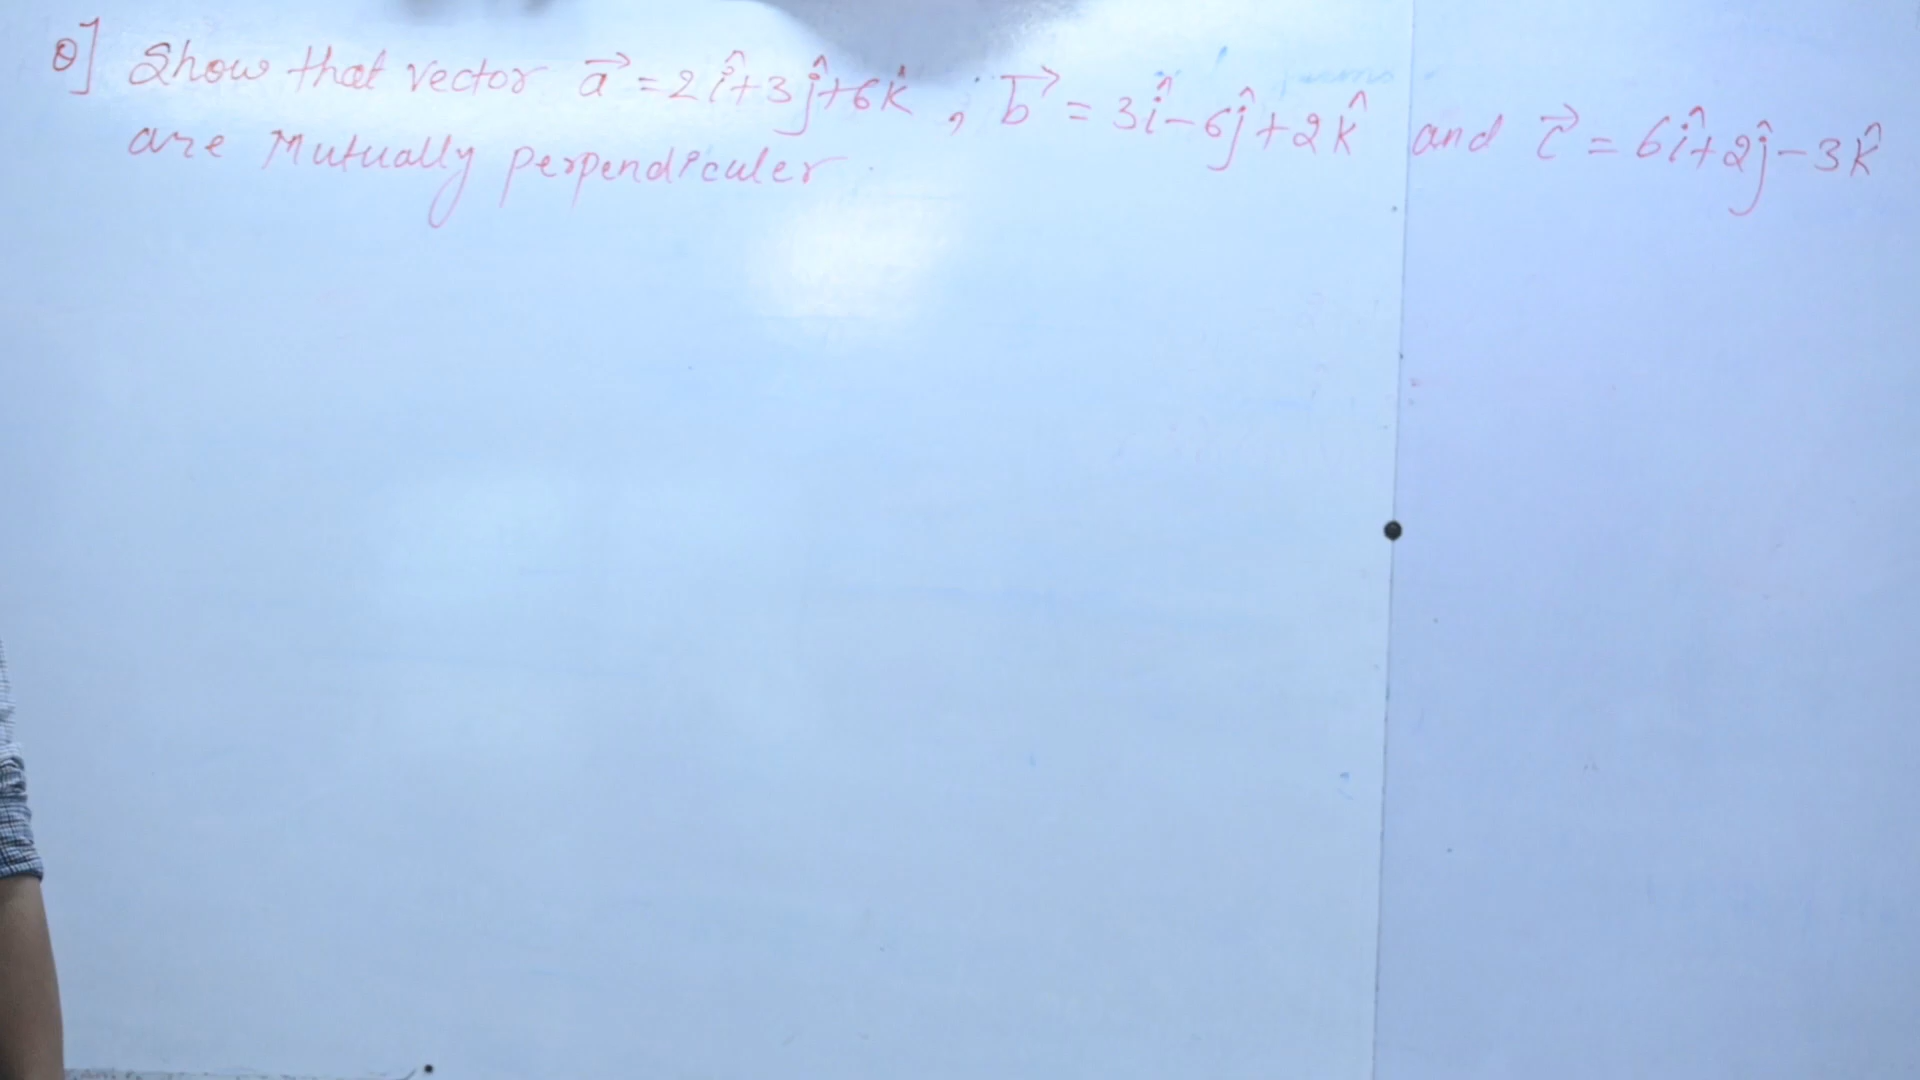 Q] Show that vector a⃗ = 2î+3ĵ+6k̂ , b⃗ = 3î-6ĵ+2k̂ and c⃗ = 6î+2ĵ-3k̂
are Mutually perpendiculer.